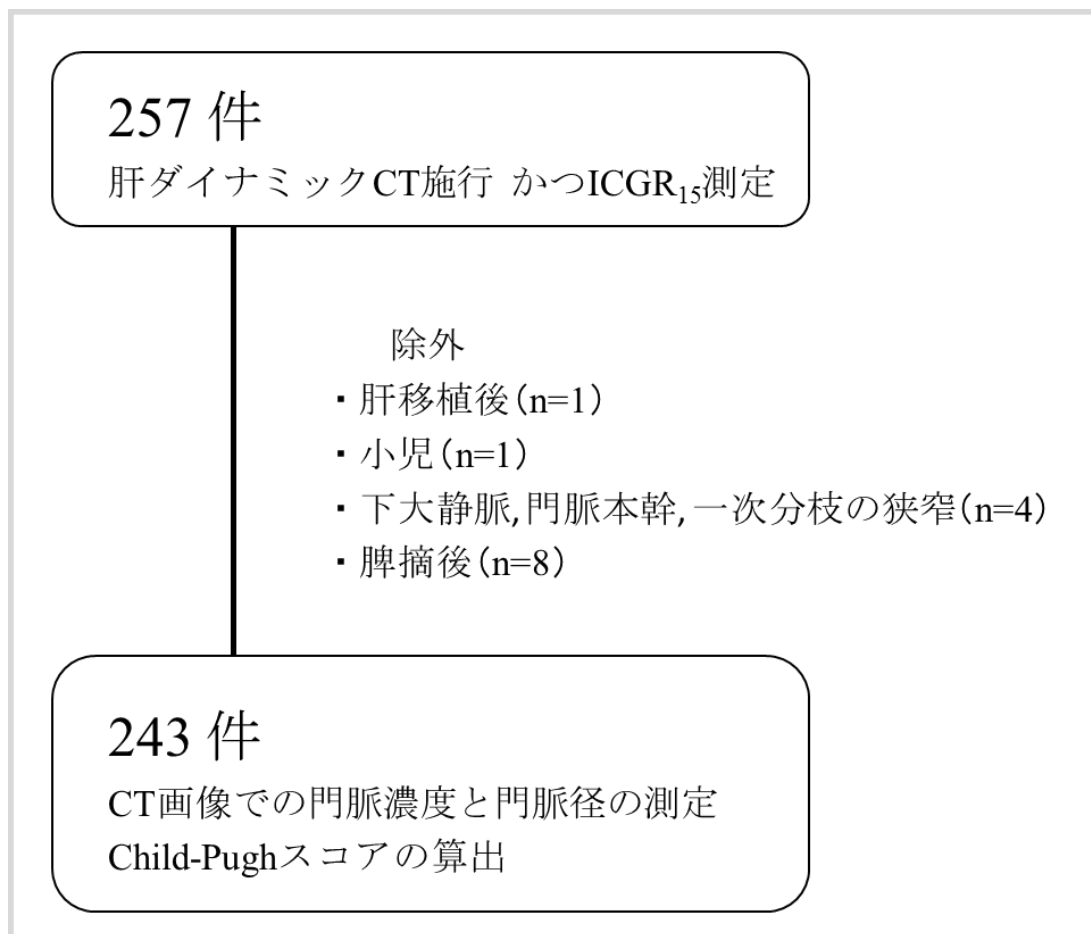 257 件
肝ダイナミックCT施行 かつICGR₁₅測定
除外
・肝移植後(n=1)
・小児(n=1)
・下大静脈,門脈本幹,一次分枝の狭窄(n=4)
・脾摘後(n=8)
243 件
CT画像での門脈濃度と門脈径の測定
Child-Pughスコアの算出